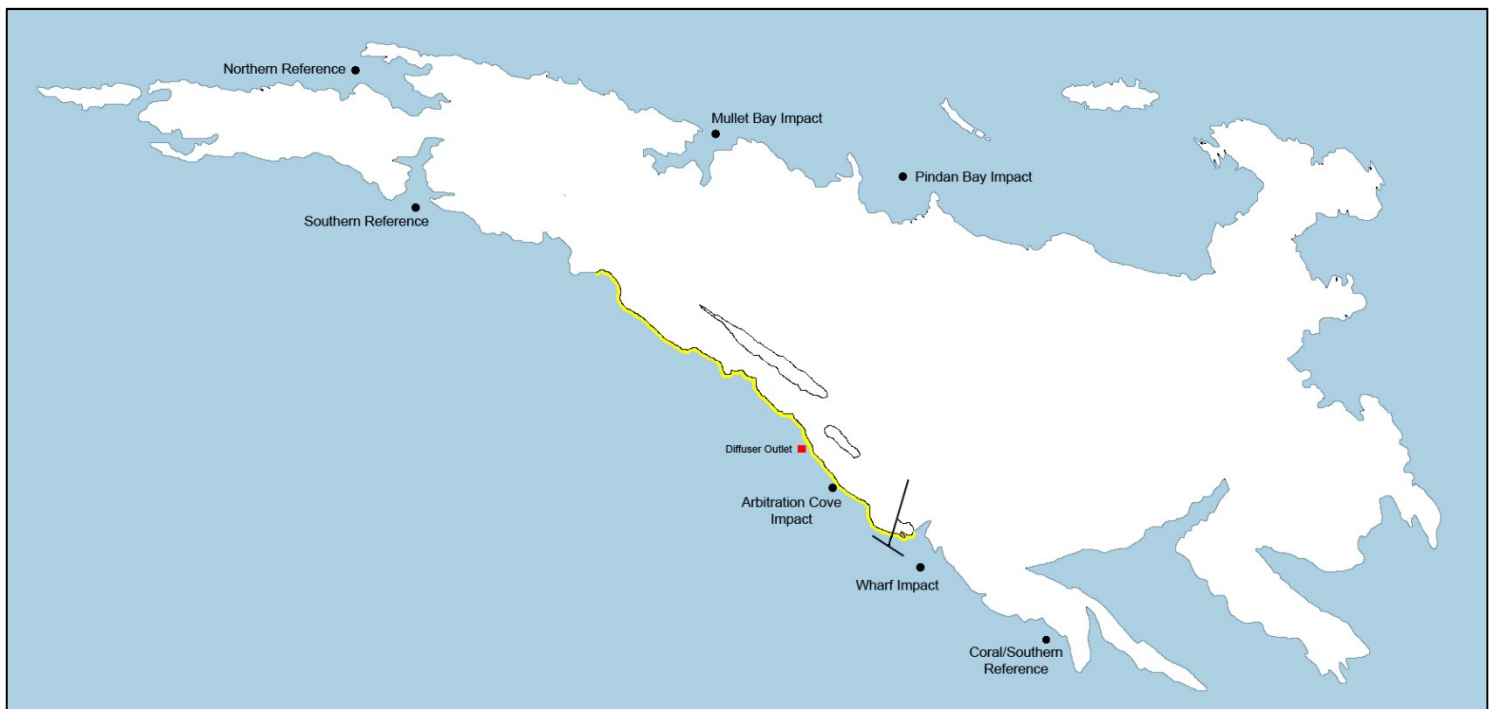 Northern Reference
Mullet Bay Impact
Pindan Bay Impact
Southern Reference
Diffuser Outlet
Arbitration Cove
Impact
Wharf Impact
Coral/Southern
Reference